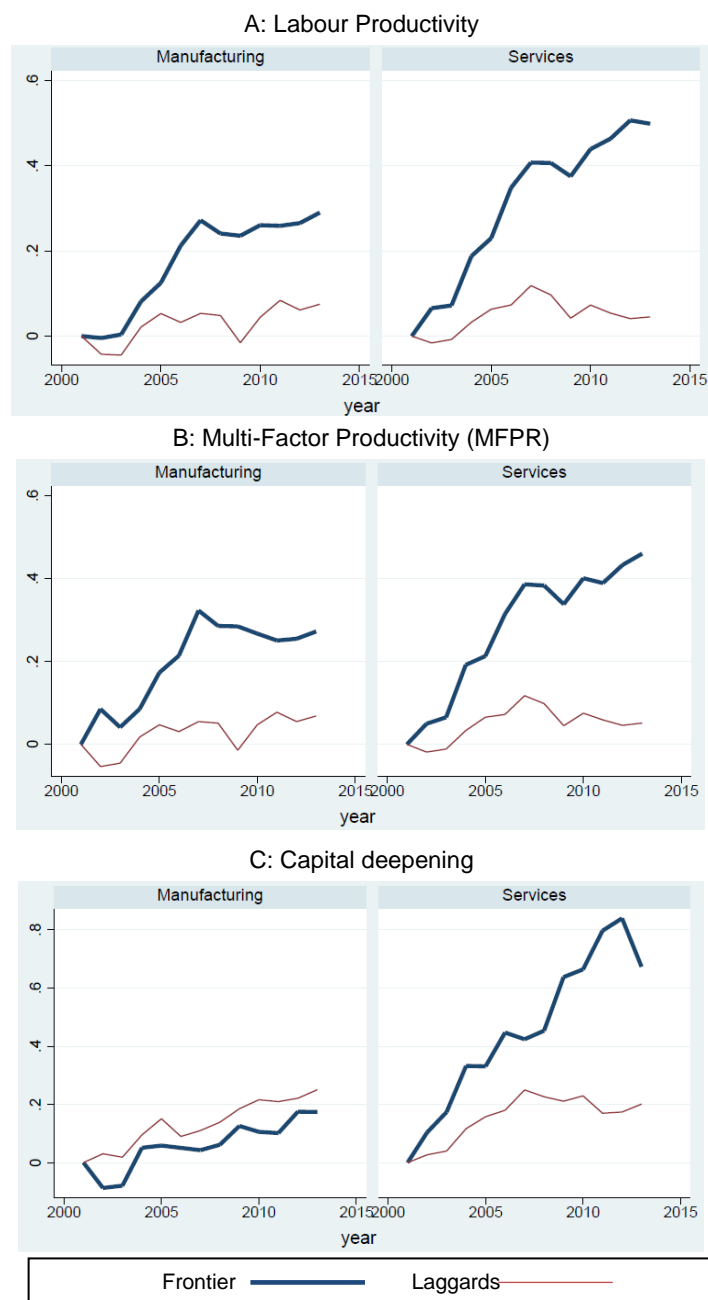 A: Labour Productivity
Manufacturing Services
.6
.4
.2
0
2000 2005 2010 2015 2000 2005 2010 2015
year
B: Multi-Factor Productivity (MFPR)
Manufacturing Services
.6
.4
.2
0
2000 2005 2010 2015 2000 2005 2010 2015
year
C: Capital deepening
Manufacturing Services
.8
.6
.4
.2
0
2000 2005 2010 2015 2000 2005 2010 2015
year
Frontier Laggards